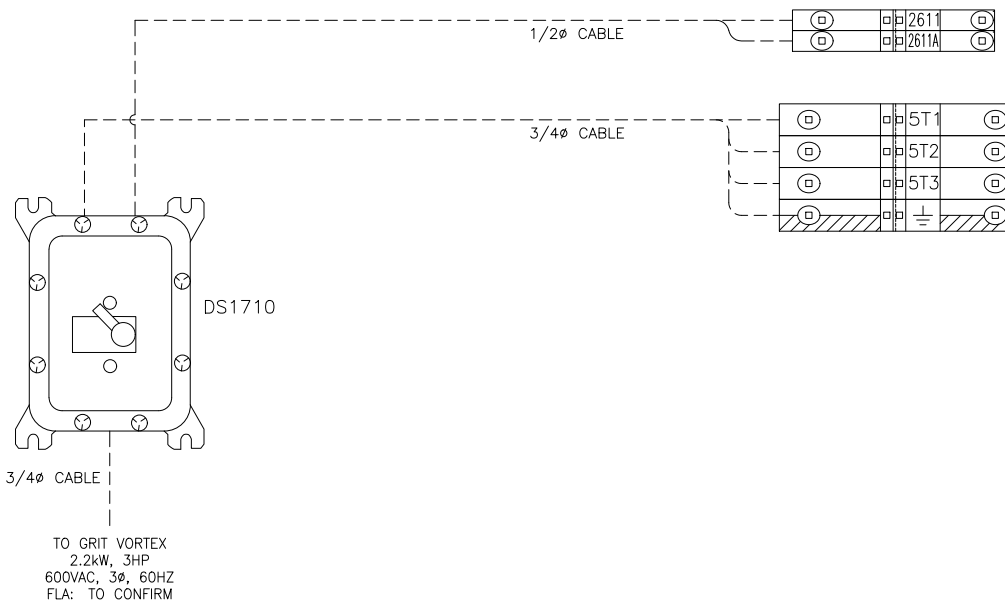 2611
1/2ø CABLE
2611A
5T1
3/4ø CABLE
5T2
5T3
DS1710
3/4ø CABLE
TO GRIT VORTEX
2.2kW, 3HP
600VAC, 3ø, 60HZ
FLA: TO CONFIRM